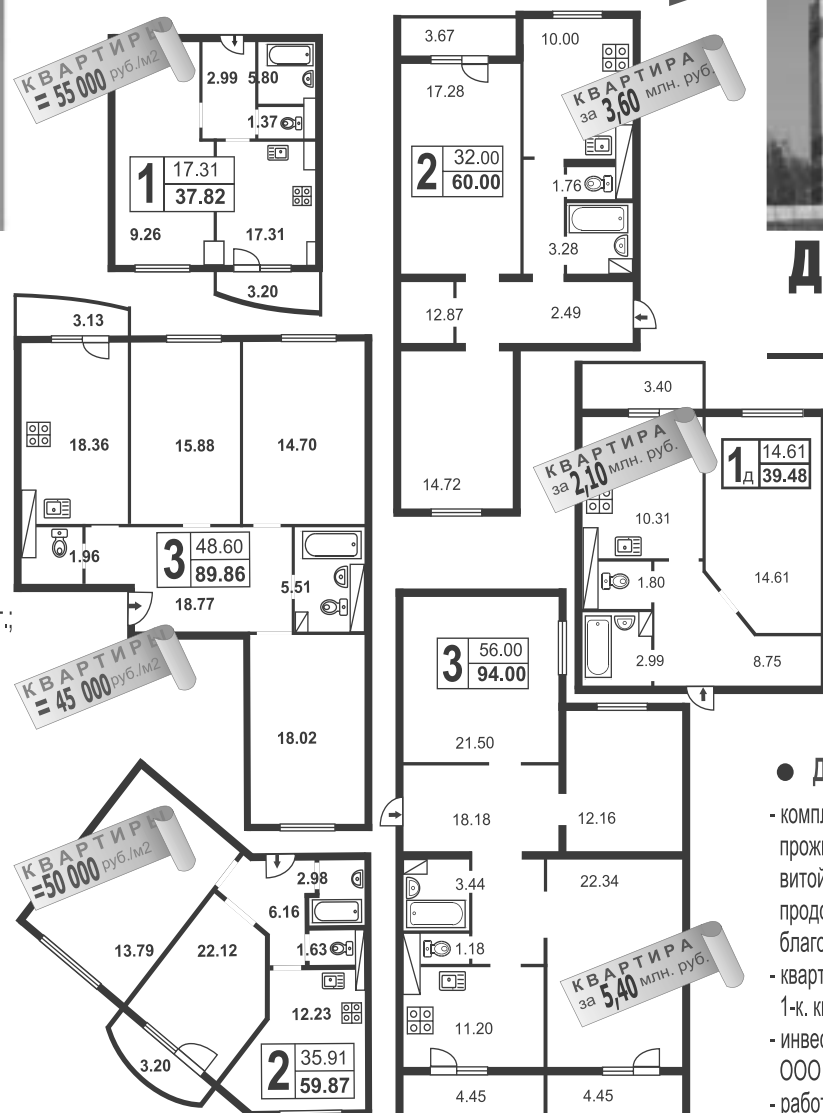 КВАРТИРЫ
= 55 000 руб./м2
2.99
5.80
1.37
1
17.31
37.82
9.26
17.31
3.20
3.67
10.00
17.28
КВАРТИРА
за 3,60 млн. руб.
2
32.00
60.00
1.76
3.28
12.87
2.49
14.72
Д
3.13
18.36
15.88
14.70
1.96
3
48.60
89.86
5.51
18.77
18.02
КВАРТИРЫ
= 45 000 руб./м2
3.40
КВАРТИРА
за 2,10 млн. руб.
1д
14.61
39.48
10.31
1.80
14.61
2.99
8.75
3
56.00
94.00
21.50
18.18
12.16
3.44
22.34
1.18
11.20
КВАРТИРА
за 5,40 млн. руб.
4.45
4.45
КВАРТИРЫ
=50 000 руб./м2
2.98
6.16
13.79
22.12
1.63
12.23
3.20
2
35.91
59.87
● Д
- компл
прожи
витой
продо
благо
- кварт
1-к. к
- инвес
ООО
- работ